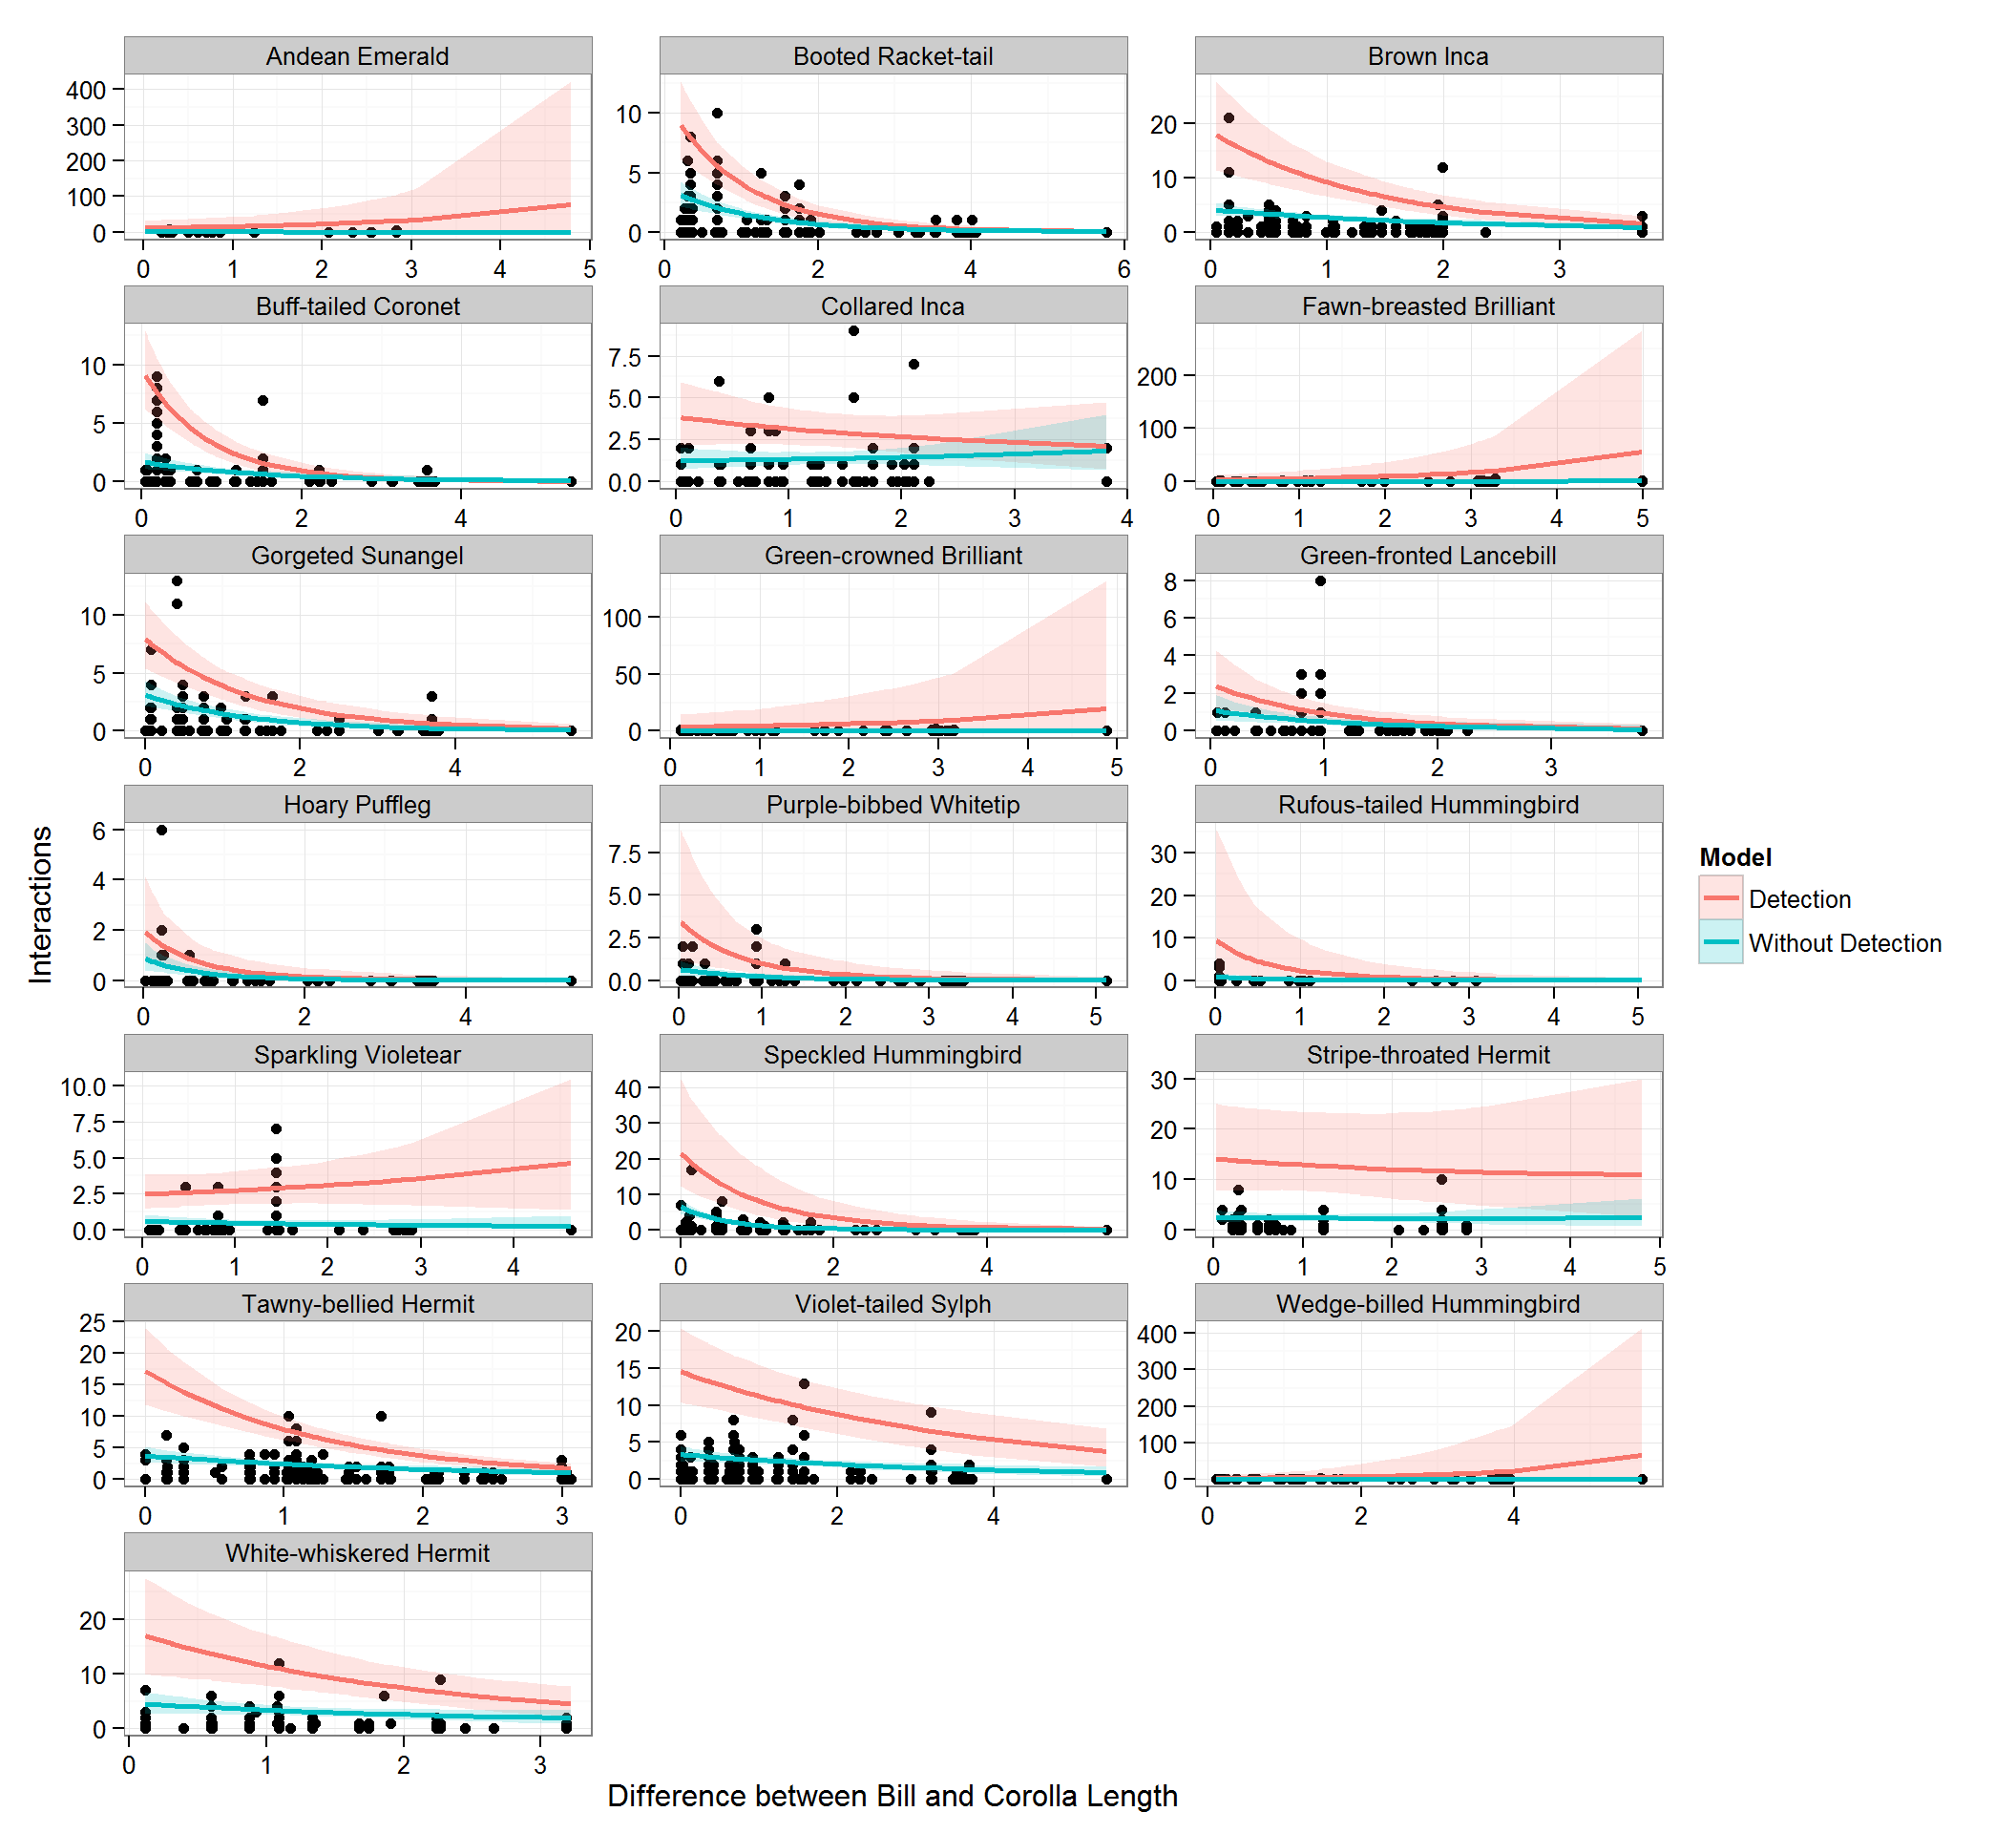 Andean Emerald
Booted Racket-tail
Brown Inca
400
300
200
100
0
10
5
0
20
10
0
0 1 2 3 4 5
0 2 4 6
0 1 2 3
Buff-tailed Coronet
Collared Inca
Fawn-breasted Brilliant
10
5
0
7.5
5.0
2.5
0.0
200
100
0
0 2 4
0 1 2 3 4
0 1 2 3 4 5
Gorgeted Sunangel
Green-crowned Brilliant
Green-fronted Lancebill
10
5
0
100
50
0
8
6
4
2
0
0 2 4
0 1 2 3 4 5
0 1 2 3
Hoary Puffleg
Purple-bibbed Whitetip
Rufous-tailed Hummingbird
6
4
2
0
7.5
5.0
2.5
0.0
30
20
10
0
0 2 4
0 1 2 3 4 5
0 1 2 3 4 5
Sparkling Violetear
Speckled Hummingbird
Stripe-throated Hermit
10.0
7.5
5.0
2.5
0.0
40
30
20
10
0
30
20
10
0
0 1 2 3 4
0 2 4
0 1 2 3 4 5
Tawny-bellied Hermit
Violet-tailed Sylph
Wedge-billed Hummingbird
25
20
15
10
5
0
20
15
10
5
0
400
300
200
100
0
0 1 2 3
0 2 4
0 2 4
White-whiskered Hermit
20
10
0
0 1 2 3
Interactions
Difference between Bill and Corolla Length
Model
Detection
Without Detection